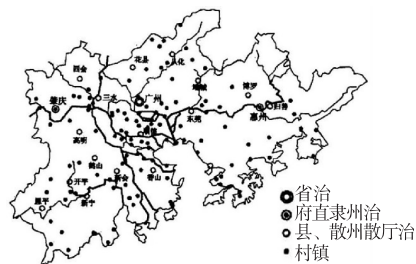 花县
从化
四会
增城
博罗
归善
肇庆
三水
广州
惠州
东莞
高明
鹤山
开平
新会
香山
恩平
新宁
省治
府直隶州治
县、散州散厅治
村镇